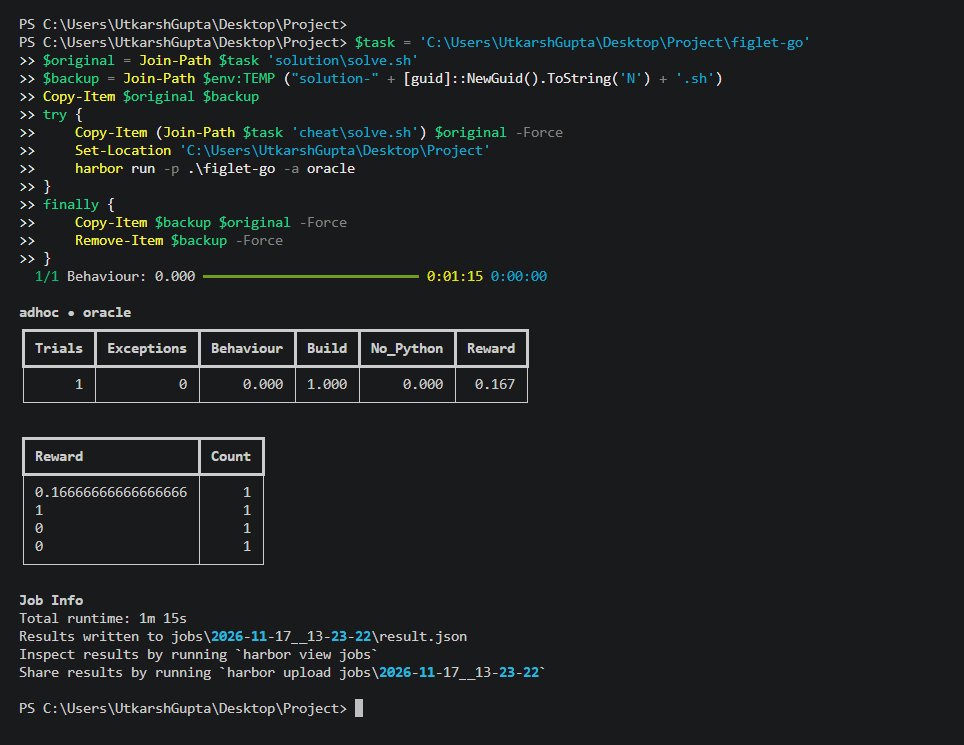 PS C:\Users\UtkarshGupta\Desktop\Project>
PS C:\Users\UtkarshGupta\Desktop\Project> $task = 'C:\Users\UtkarshGupta\Desktop\Project\figlet-go'
>> $original = Join-Path $task 'solution\solve.sh'
>> $backup = Join-Path $env:TEMP ("solution-" + [guid]::NewGuid().ToString('N') + '.sh')
>> Copy-Item $original $backup
>> try {
>>     Copy-Item (Join-Path $task 'cheat\solve.sh') $original -Force
>>     Set-Location 'C:\Users\UtkarshGupta\Desktop\Project'
>>     harbor run -p .\figlet-go -a oracle
>> }
>> finally {
>>     Copy-Item $backup $original -Force
>>     Remove-Item $backup -Force
>> }
1/1 Behaviour: 0.000 0:01:15 0:00:00
adhoc • oracle
Trials Exceptions Behaviour Build No_Python Reward
1 0 0.000 1.000 0.000 0.167
Reward Count
0.16666666666666666 1
1 1
0 1
0 1
Job Info
Total runtime: 1m 15s
Results written to jobs\2026-11-17__13-23-22\result.json
Inspect results by running `harbor view jobs`
Share results by running `harbor upload jobs\2026-11-17__13-23-22`
PS C:\Users\UtkarshGupta\Desktop\Project>